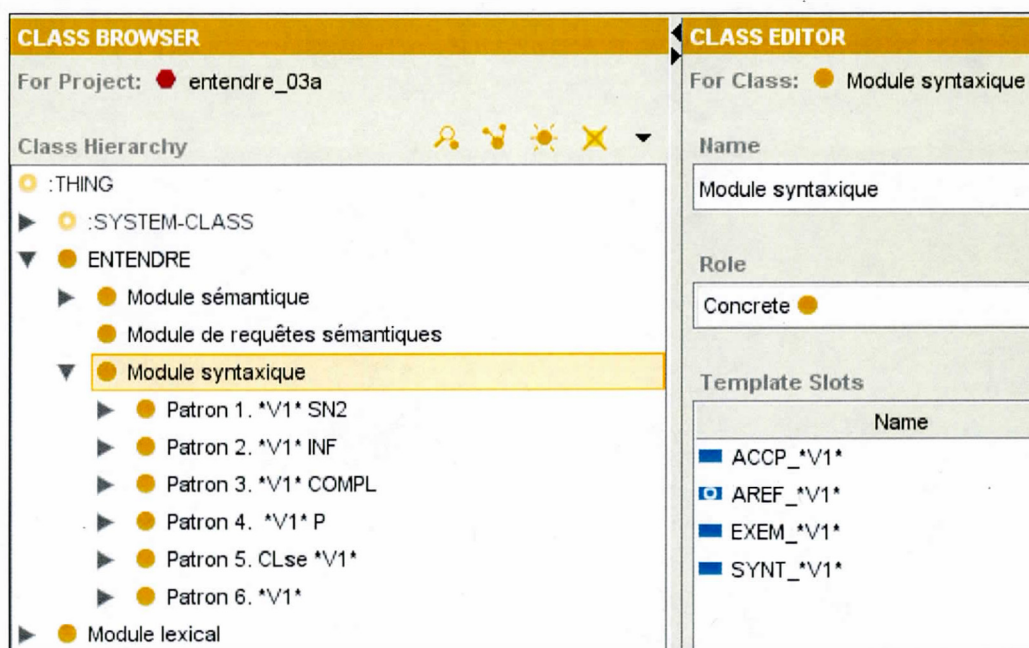 CLASS BROWSER
For Project: entendre_03a
Class Hierarchy
:THING
:SYSTEM-CLASS
ENTENDRE
Module sémantique
Module de requêtes sémantiques
Module syntaxique
Patron 1. *V1* SN2
Patron 2. *V1* INF
Patron 3. *V1* COMPL
Patron 4. *V1* P
Patron 5. CLse *V1*
Patron 6. *V1*
Module lexical
CLASS EDITOR
For Class: Module syntaxique
Name
Module syntaxique
Role
Concrete
Template Slots
Name
ACCP_*V1*
AREF_*V1*
EXEM_*V1*
SYNT_*V1*